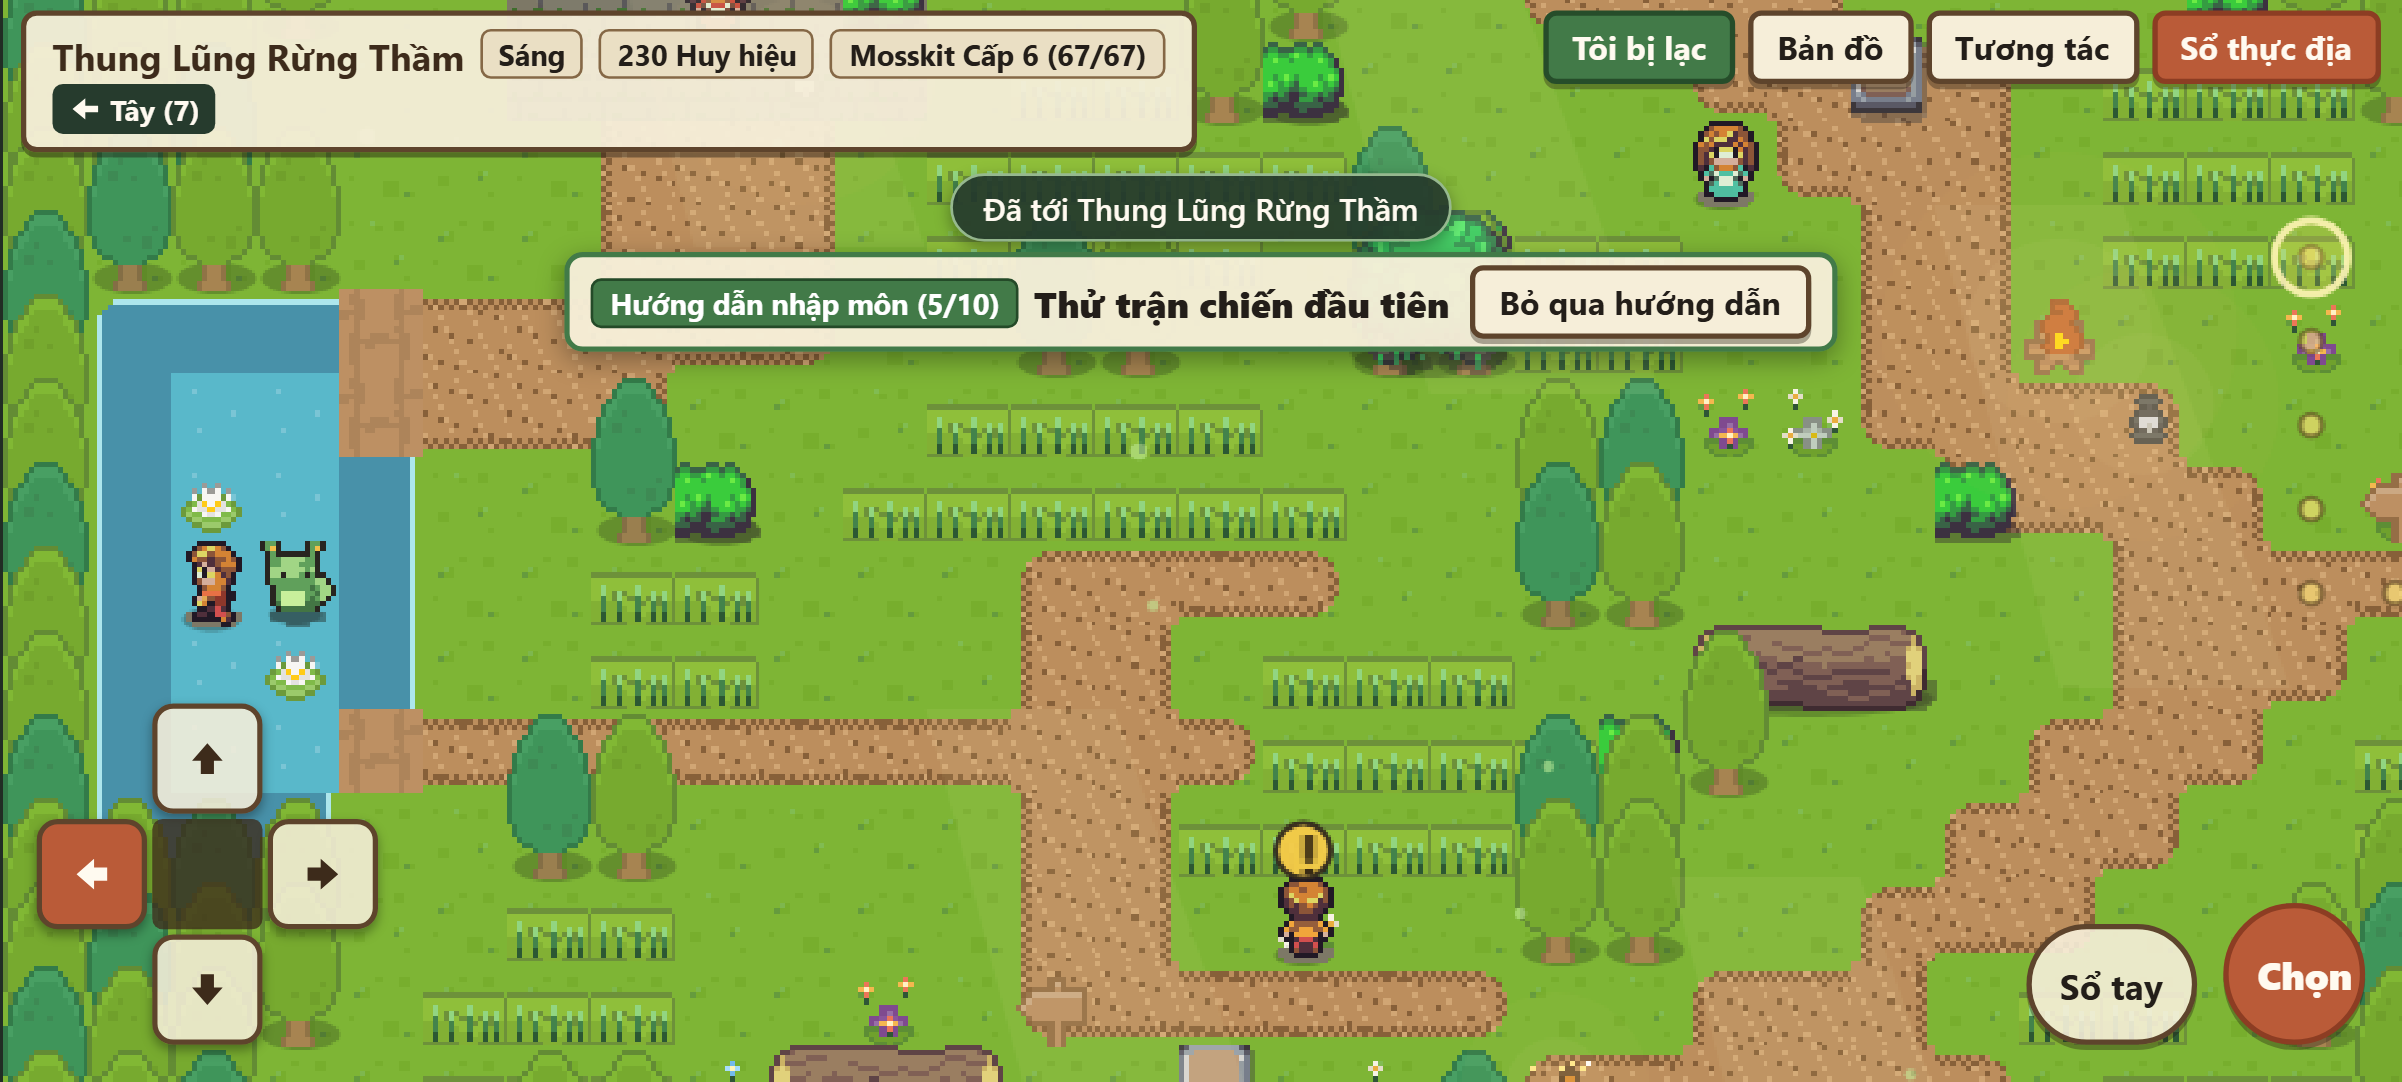 Thung Lũng Rừng Thầm
Sáng
230 Huy hiệu
Mosskit Cấp 6 (67/67)
Tây (7)
Tôi bị lạc
Bản đồ
Tương tác
Sổ thực địa
Đã tới Thung Lũng Rừng Thầm
Hướng dẫn nhập môn (5/10)
Thử trận chiến đầu tiên
Bỏ qua hướng dẫn
Sổ tay
Chọn